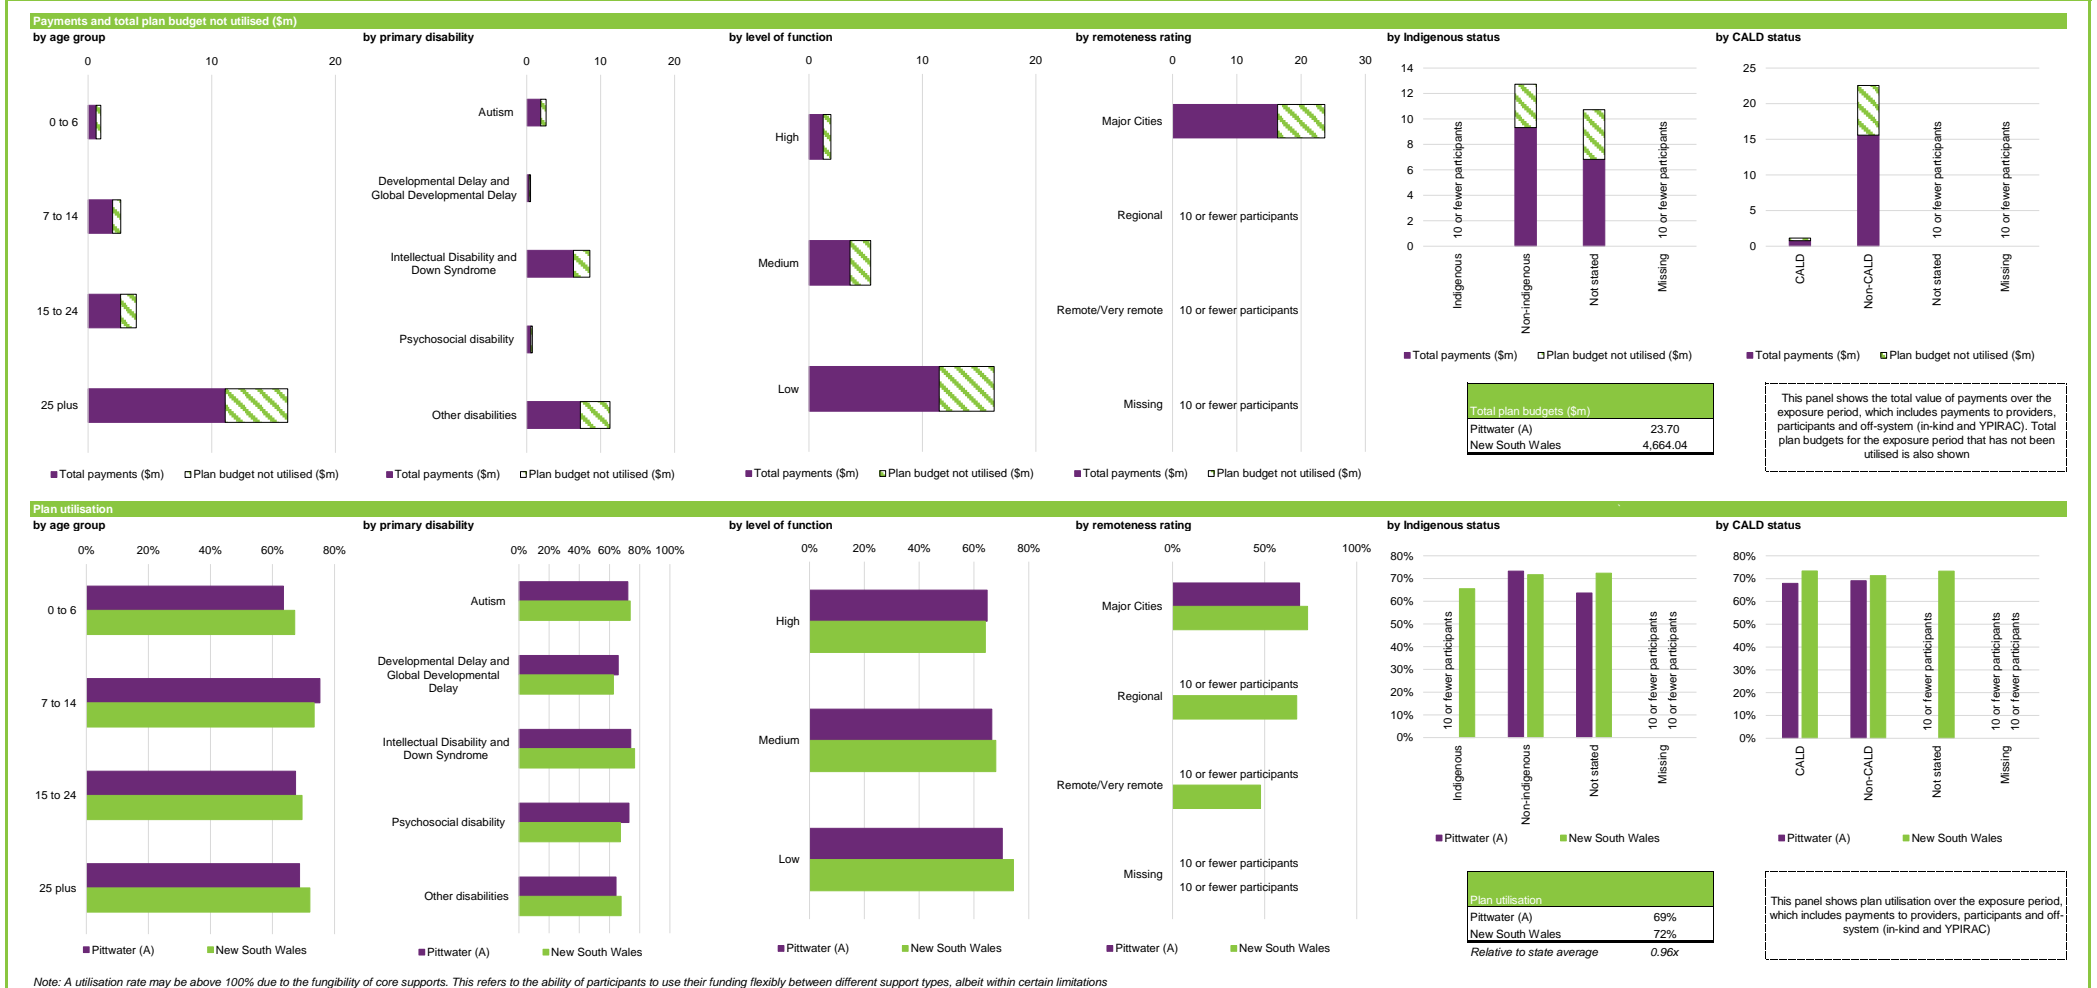 Payments and total plan budget not utilised ($m)
by age group
0 10 20
0 to 6
7 to 14
15 to 24
25 plus
Total payments ($m) Plan budget not utilised ($m)
by primary disability
0 10 20
Autism
Developmental Delay and
Global Developmental Delay
Intellectual Disability and
Down Syndrome
Psychosocial disability
Other disabilities
Total payments ($m) Plan budget not utilised ($m)
by level of function
0 10 20
High
Medium
Low
Total payments ($m) Plan budget not utilised ($m)
by remoteness rating
0 10 20 30
Major Cities
Regional 10 or fewer participants
Remote/Very remote 10 or fewer participants
Missing 10 or fewer participants
Total payments ($m) Plan budget not utilised ($m)
by Indigenous status
14
12
10
8
6
4
2
0
10 or fewer participants
10 or fewer participants
Indigenous
Non-indigenous
Not stated
Missing
Total payments ($m) Plan budget not utilised ($m)
Total plan budgets ($m)
Pittwater (A) 23.70
New South Wales 4,664.04
by CALD status
25
20
15
10
5
0
10 or fewer participants
10 or fewer participants
CALD
Non-CALD
Not stated
Missing
Total payments ($m) Plan budget not utilised ($m)
This panel shows the total value of payments over the
exposure period, which includes payments to providers,
participants and off-system (in-kind and YPIRAC). Total
plan budgets for the exposure period that has not been
utilised is also shown
Plan utilisation
by age group
0% 20% 40% 60% 80%
0 to 6
7 to 14
15 to 24
25 plus
Pittwater (A) New South Wales
by primary disability
0% 20% 40% 60% 80% 100%
Autism
Developmental Delay and
Global Developmental
Delay
Intellectual Disability and
Down Syndrome
Psychosocial disability
Other disabilities
Pittwater (A) New South Wales
by level of function
0% 20% 40% 60% 80%
High
Medium
Low
Pittwater (A) New South Wales
by remoteness rating
0% 50% 100%
Major Cities
10 or fewer participants
Regional
10 or fewer participants
Remote/Very remote
10 or fewer participants
Missing
10 or fewer participants
Pittwater (A) New South Wales
by Indigenous status
80%
70%
60%
50%
40%
30%
20%
10%
0%
10 or fewer participants
10 or fewer participants
10 or fewer participants
Indigenous
Non-indigenous
Not stated
Missing
Pittwater (A) New South Wales
Plan utilisation
Pittwater (A) 69%
New South Wales 72%
Relative to state average 0.96x
by CALD status
80%
70%
60%
50%
40%
30%
20%
10%
0%
10 or fewer participants
10 or fewer participants
10 or fewer participants
CALD
Non-CALD
Not stated
Missing
Pittwater (A) New South Wales
This panel shows plan utilisation over the exposure period,
which includes payments to providers, participants and off-
system (in-kind and YPIRAC)
Note: A utilisation rate may be above 100% due to the fungibility of core supports. This refers to the ability of participants to use their funding flexibly between different support types, albeit within certain limitations